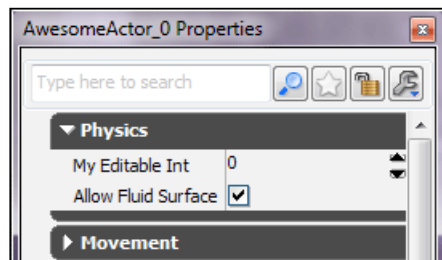 AwesomeActor_0 Properties
Type here to search
Physics
My Editable Int 0
Allow Fluid Surface
Movement